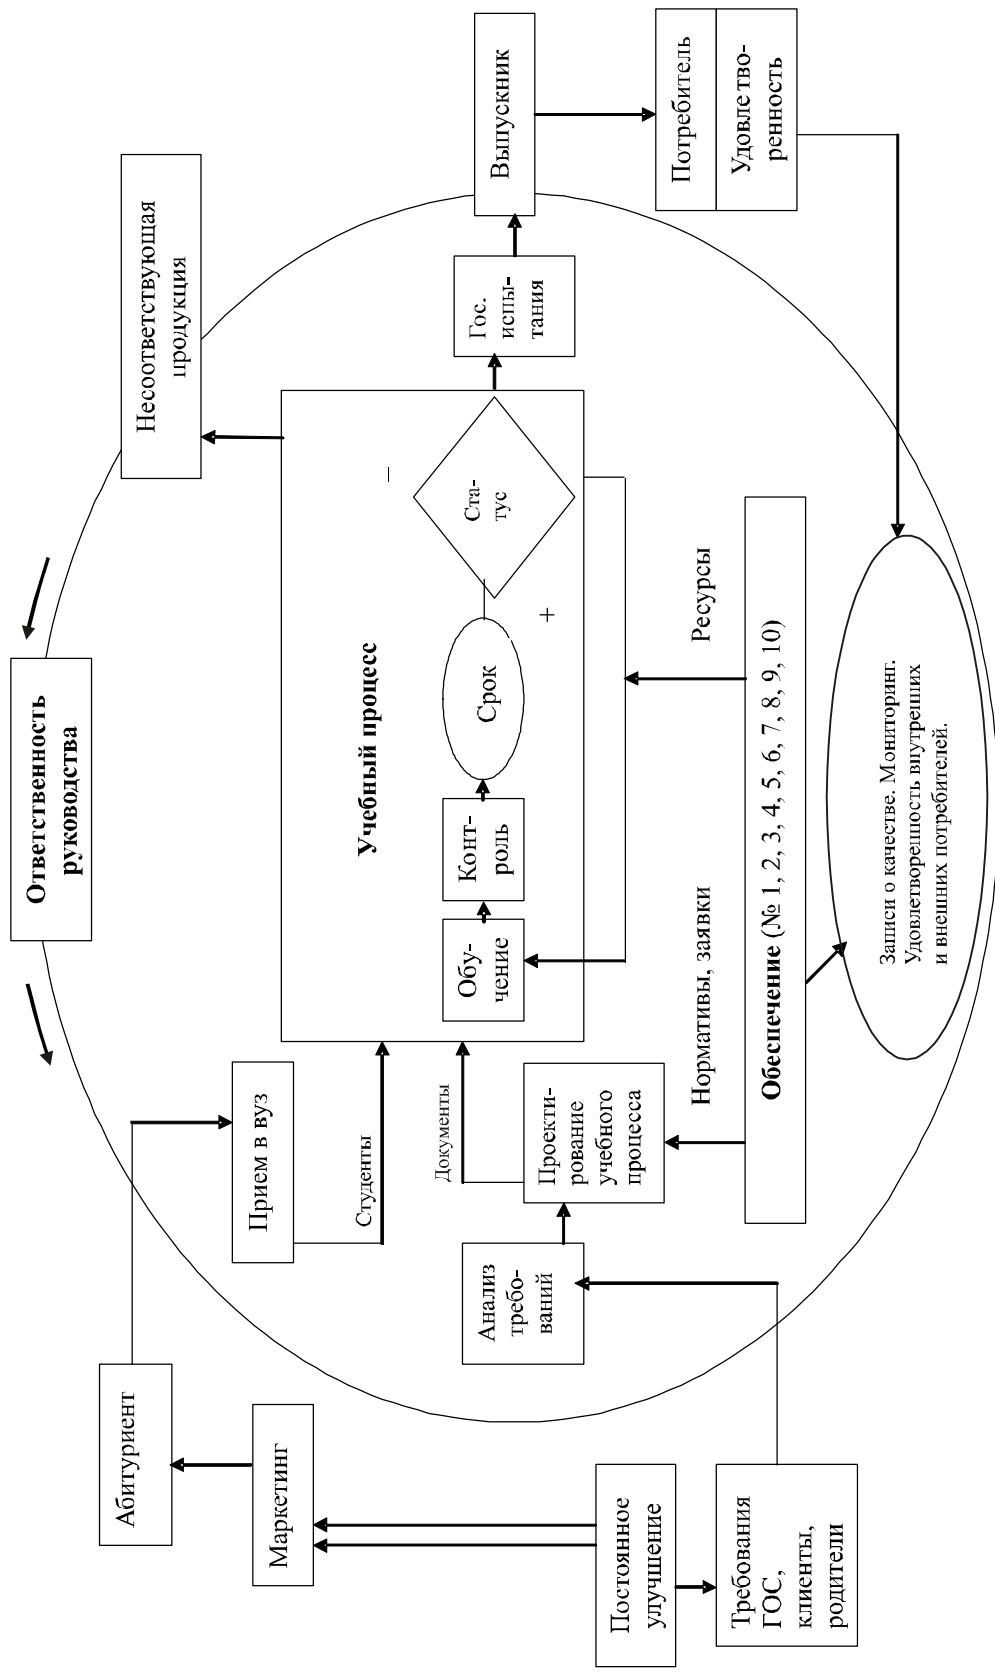 Ответственность
руководства
Несоответствующая
продукция
Абитуриент
Прием в вуз
Маркетинг
Студенты
Учебный процесс
–
Документы
Анализ
требо-
ваний
Обу-
чение
Конт-
роль
Срок
Ста-
тус
+
Гос.
испы-
тания
Выпускник
Проекти-
рование
учебного
процесса
Постоянное
улучшение
Нормативы, заявки
Ресурсы
Потребитель
Удовлетво-
ренность
Требования
ГОС,
клиенты,
родители
Обеспечение (№ 1, 2, 3, 4, 5, 6, 7, 8, 9, 10)
Записи о качестве. Мониторинг.
Удовлетворенность внутренних
и внешних потребителей.